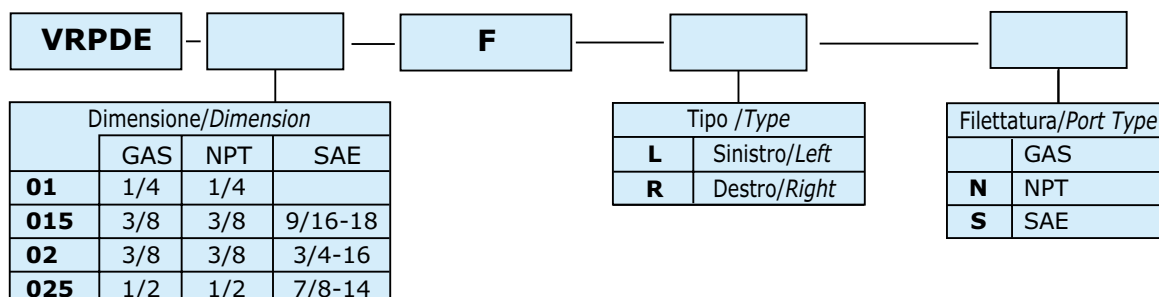 VRPDE – — F — —
Dimensione/Dimension
GAS NPT SAE
01 1/4 1/4
015 3/8 3/8 9/16-18
02 3/8 3/8 3/4-16
025 1/2 1/2 7/8-14
Tipo /Type
L Sinistro/Left
R Destro/Right
Filettatura/Port Type
GAS
N NPT
S SAE